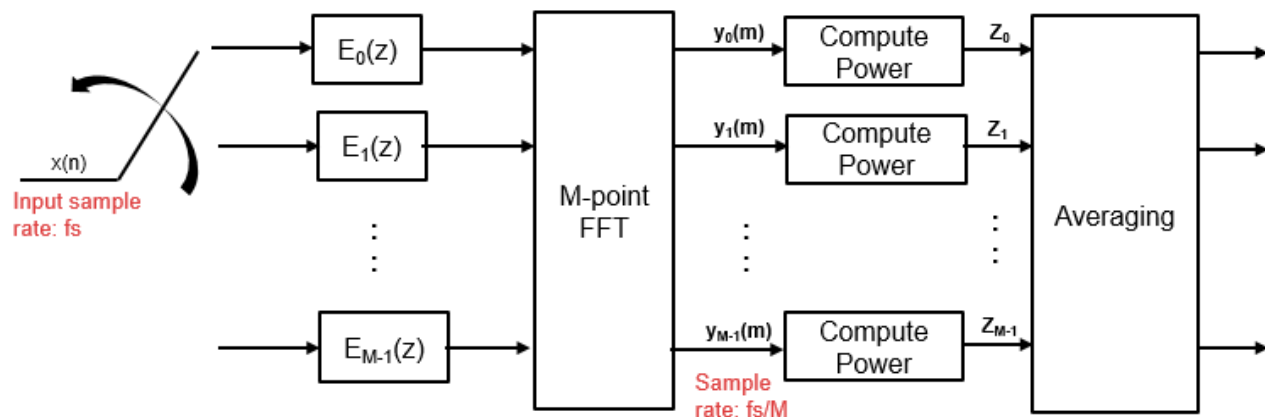 x(n)
Input sample
rate: fs
E0(z)
E1(z)
⋮
⋮
EM-1(z)
M-point
FFT
y0(m)
y1(m)
⋮
⋮
yM-1(m)
Sample
rate: fs/M
Compute
Power
Compute
Power
Compute
Power
Z0
Z1
⋮
⋮
ZM-1
Averaging